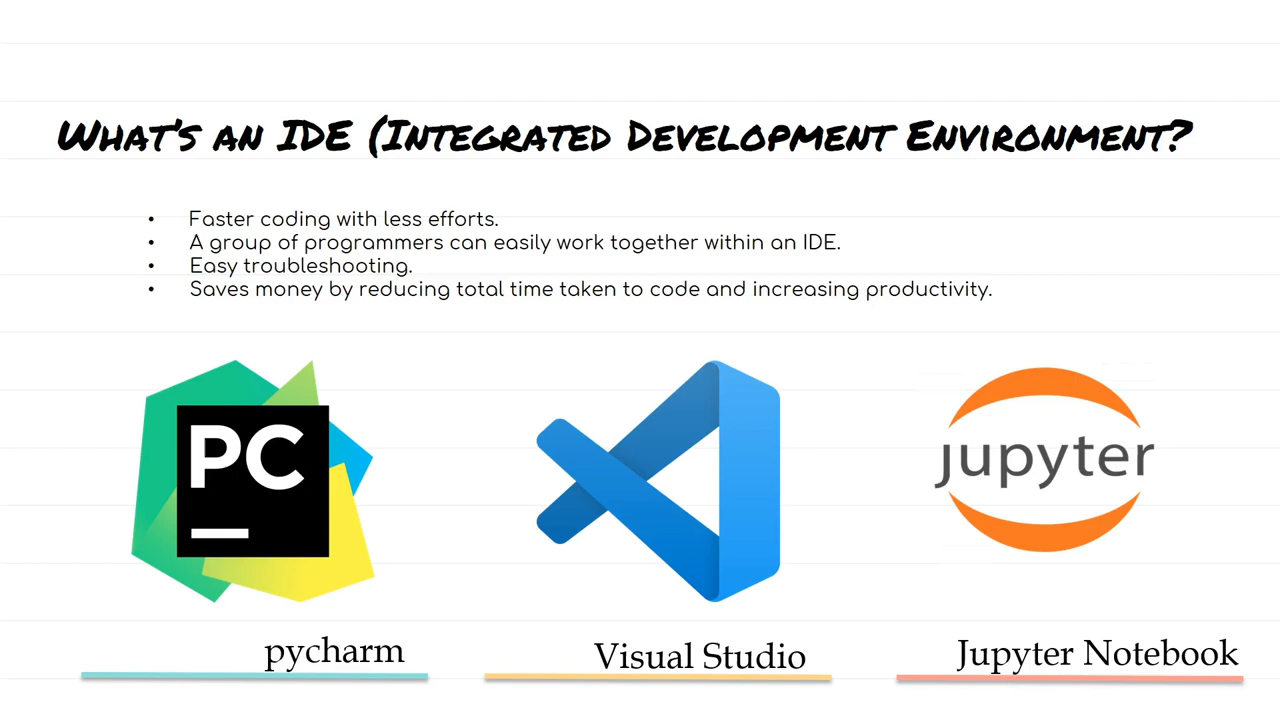 What's an IDE (Integrated Development Environment?
• Faster coding with less efforts.
• A group of programmers can easily work together within an IDE.
• Easy troubleshooting.
• Saves money by reducing total time taken to code and increasing productivity.
PC
jupyter
pycharm
Visual Studio
Jupyter Notebook